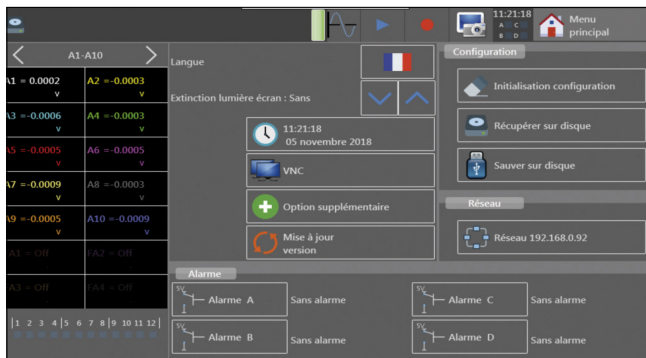 11:21:18
A C
B D
Menu
principal
A1-A10
A1 = 0.0002
V
A2 =-0.0003
V
A3 =-0.0006
V
A4 =-0.0003
V
A5 =-0.0005
V
A6 =-0.0005
V
A7 =-0.0009
V
A8 =-0.0003
V
A9 =-0.0005
V
A10 =-0.0009
V
FA1 = Off
FA2 = Off
FA3 = Off
FA4 = Off
1 2 3 4 5 6 7 8 9 10 11 12
Langue
Extinction lumière écran : Sans
11:21:18
05 novembre 2018
VNC
Option supplémentaire
Mise à jour
version
Configuration
Initialisation configuration
Récupérer sur disque
Sauver sur disque
Réseau
Réseau 192.168.0.92
Alarme
5V
Alarme A
Sans alarme
5V
Alarme C
Sans alarme
5V
Alarme B
Sans alarme
5V
Alarme D
Sans alarme